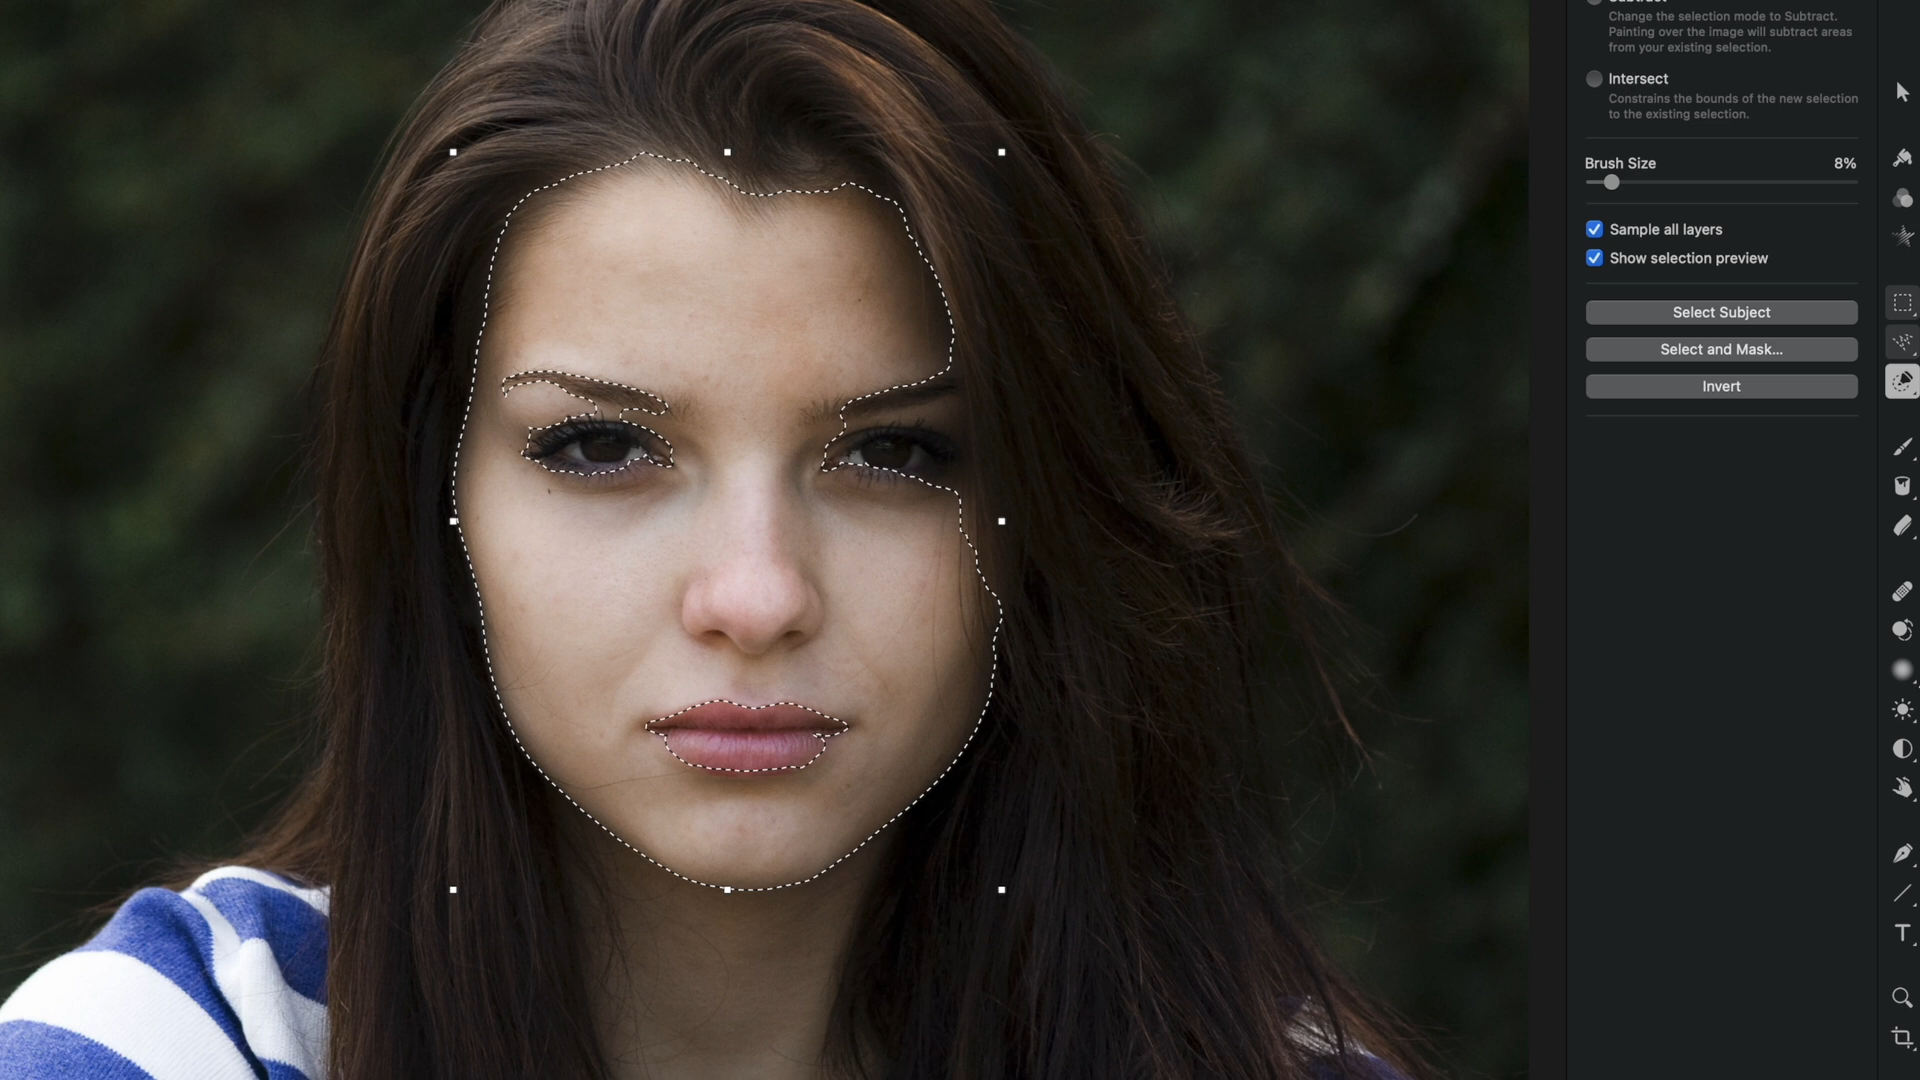 Subtract
Change the selection mode to Subtract.
Painting over the image will subtract areas
from your existing selection.
Intersect
Constrains the bounds of the new selection
to the existing selection.
Brush Size 8%
Sample all layers
Show selection preview
Select Subject
Select and Mask...
Invert